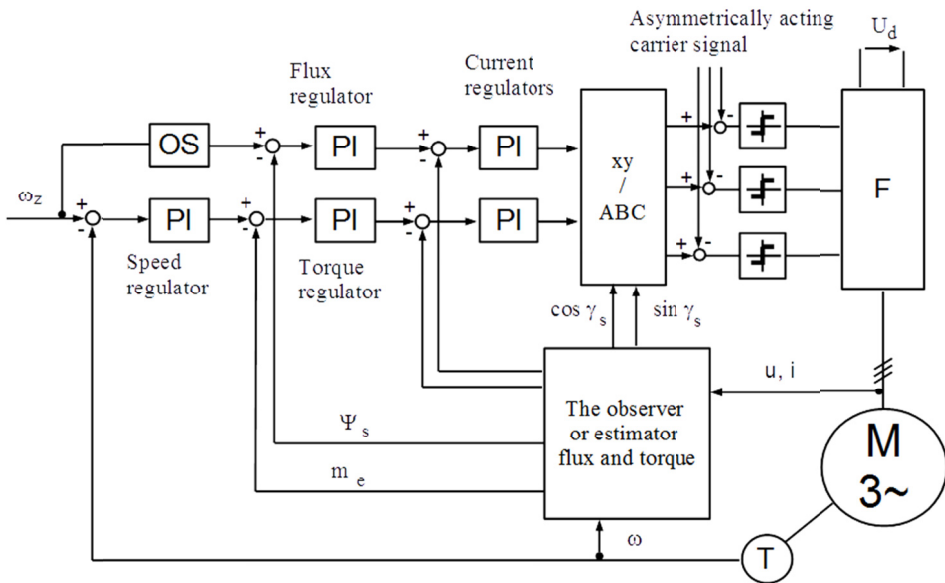 Asymmetrically acting
carrier signal
U_d
Flux
regulator
Current
regulators
OS
PI
PI
xy
/
ABC
F
ω_z
PI
PI
PI
Speed
regulator
Torque
regulator
cos γ_s
sin γ_s
u, i
The observer
or estimator
flux and torque
Ψ_s
m_e
M
3~
ω
T
+
-
+
-
+
-
+
-
+
-
+
-
+
-
+
-